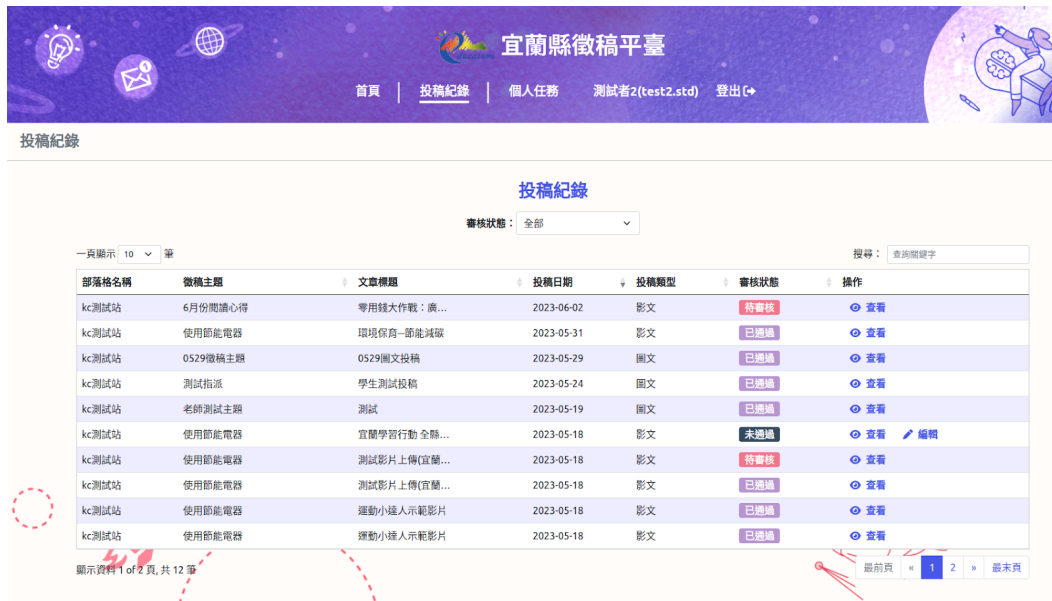 宜蘭縣徵稿平臺
首頁 | 投稿紀錄 | 個人任務 測試者2(test2.std) 登出
投稿紀錄
投稿紀錄
審核狀態： 全部
一頁顯示 10 筆 搜尋： 查詢關鍵字
部落格名稱 徵稿主題 文章標題 投稿日期 投稿類型 審核狀態 操作
kc測試站 6月份閱讀心得 零用錢大作戰：廣... 2023-06-02 影文 待審核 查看
kc測試站 使用節能電器 環境保育—節能減碳 2023-05-31 影文 已通過 查看
kc測試站 0529徵稿主題 0529圖文投稿 2023-05-29 圖文 已通過 查看
kc測試站 測試指派 學生測試投稿 2023-05-24 圖文 已通過 查看
kc測試站 老師測試主題 測試 2023-05-19 圖文 已通過 查看
kc測試站 使用節能電器 宜蘭學習行動 全縣... 2023-05-18 影文 未通過 查看 編輯
kc測試站 使用節能電器 測試影片上傳(宜蘭... 2023-05-18 影文 待審核 查看
kc測試站 使用節能電器 測試影片上傳(宜蘭... 2023-05-18 影文 已通過 查看
kc測試站 使用節能電器 運動小達人示範影片 2023-05-18 影文 已通過 查看
kc測試站 使用節能電器 運動小達人示範影片 2023-05-18 影文 已通過 查看
顯示資料 1 of 2 頁, 共 12 筆 最前頁 « 1 2 » 最末頁